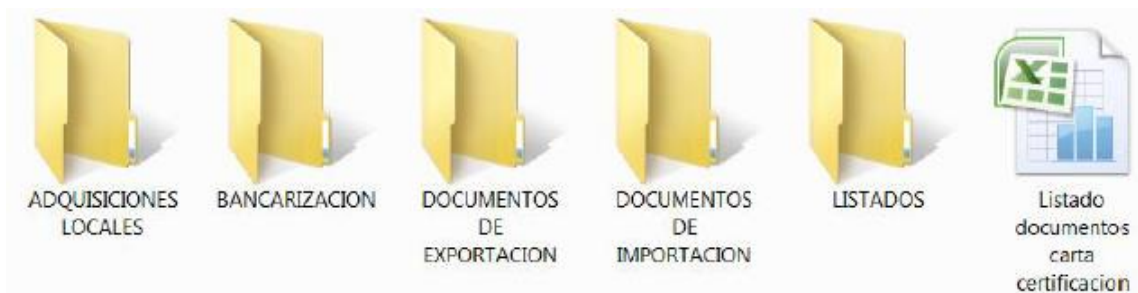 ADQUISICIONES
LOCALES
BANCARIZACION
DOCUMENTOS
DE
EXPORTACION
DOCUMENTOS
DE
IMPORTACION
LISTADOS
Listado
documentos
carta
certificacion